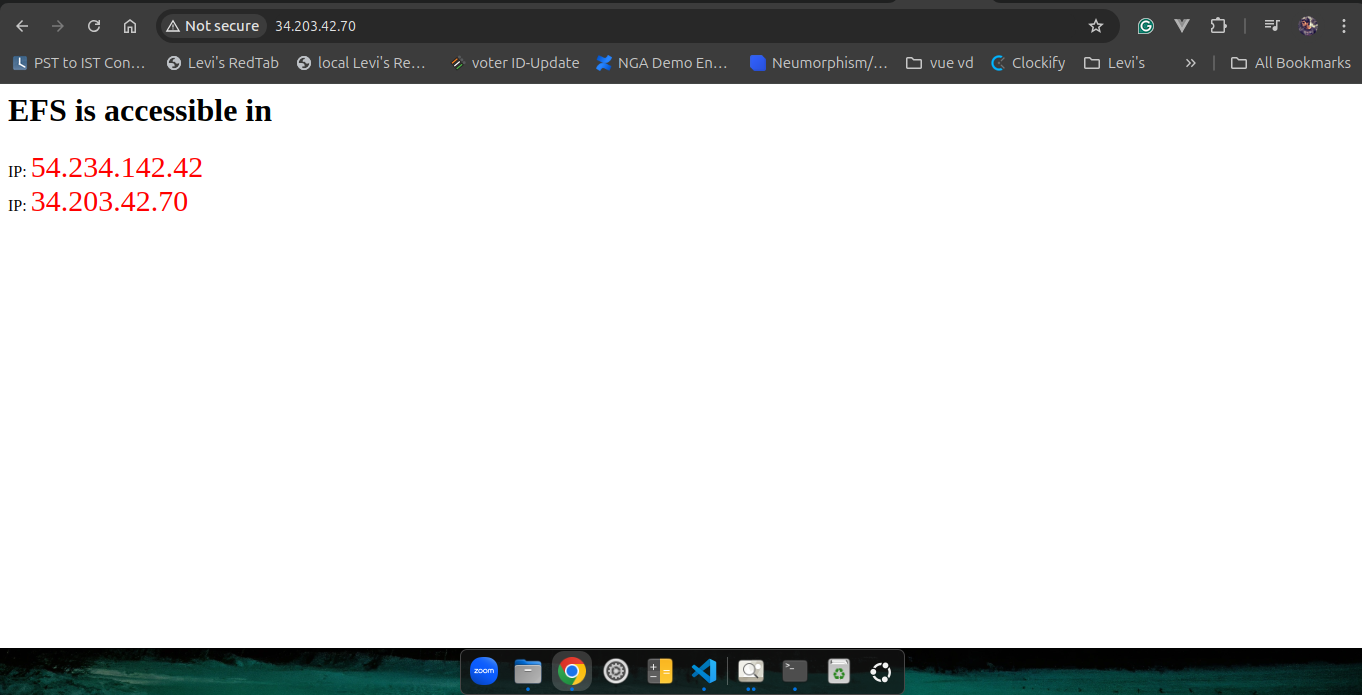 Not secure 34.203.42.70
PST to IST Con... Levi's RedTab local Levi's Re... voter ID-Update NGA Demo En... Neumorphism/... vue vd Clockify Levi's » All Bookmarks
EFS is accessible in
IP: 54.234.142.42
IP: 34.203.42.70
zoom